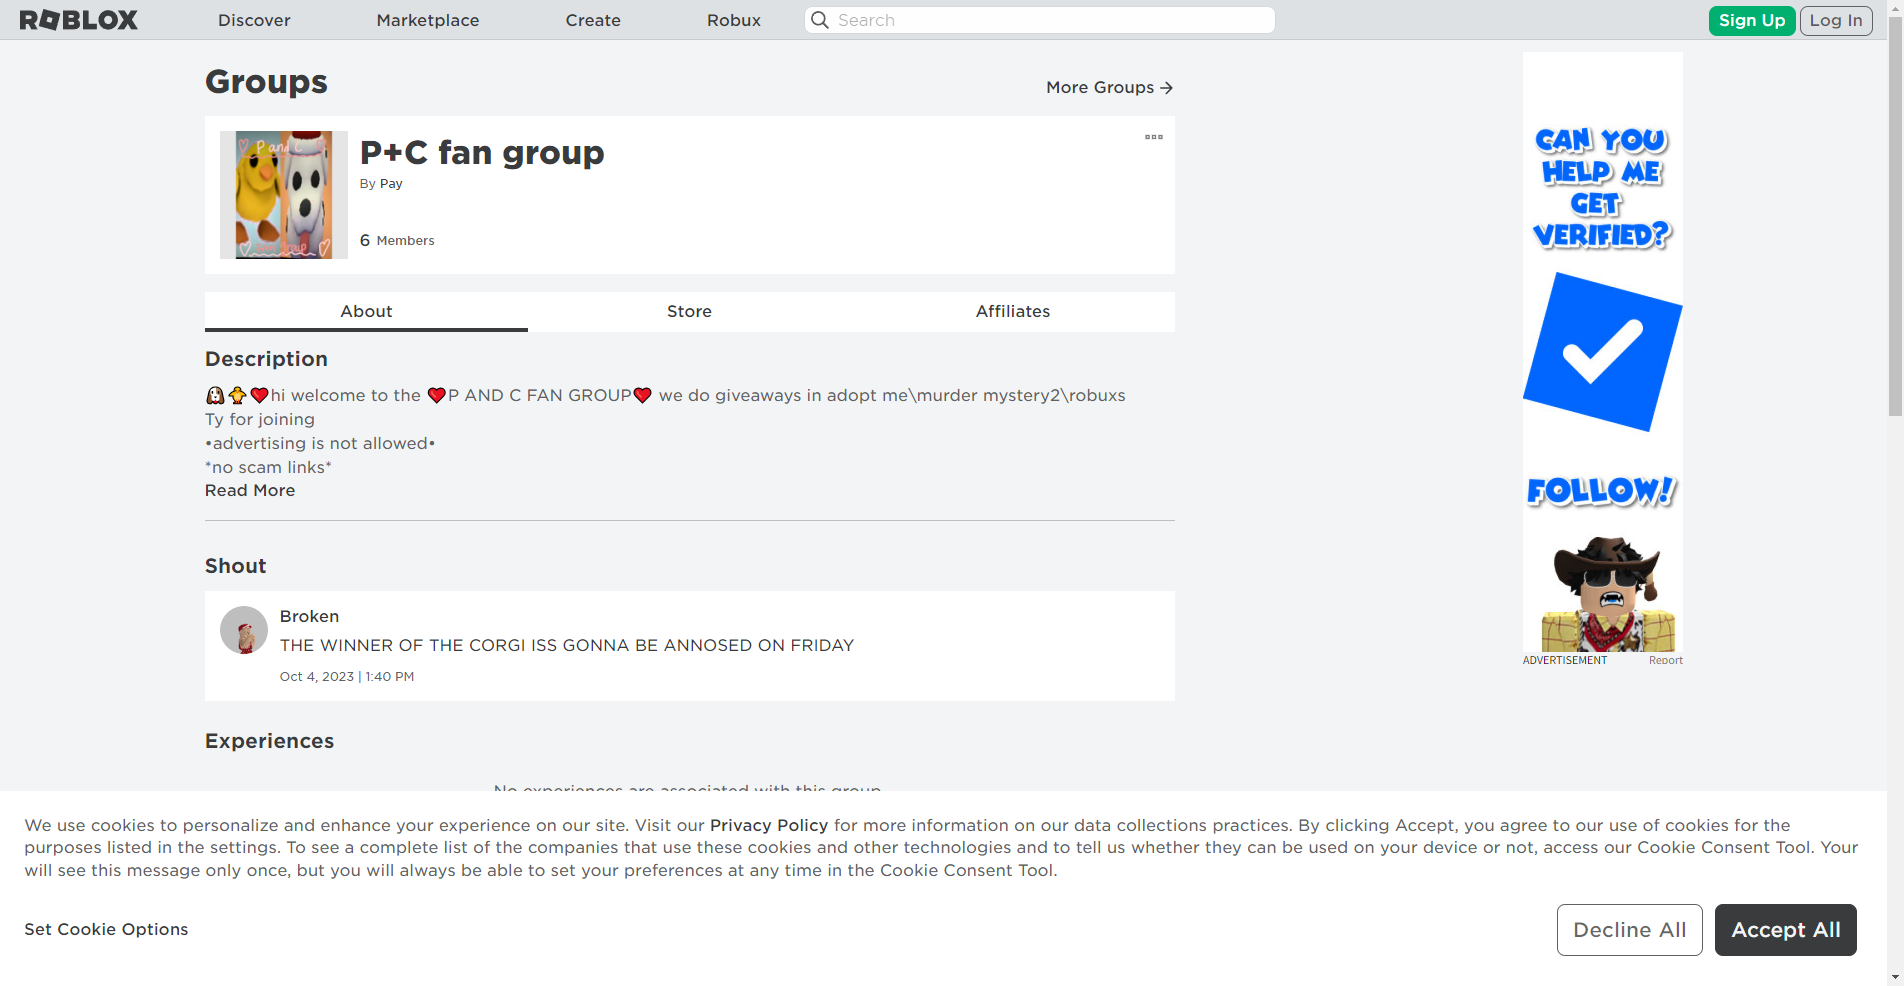 ROBLOX Discover Marketplace Create Robux Search Sign Up Log In
Groups
More Groups
P and C
Fan group
P+C fan group
By Pay
6 Members
About Store Affiliates
Description
hi welcome to the ❤P AND C FAN GROUP❤ we do giveaways in adopt me\murder mystery2\robuxs
Ty for joining
•advertising is not allowed•
*no scam links*
Read More
Shout
Broken
THE WINNER OF THE CORGI ISS GONNA BE ANNOSED ON FRIDAY
Oct 4, 2023 | 1:40 PM
Experiences
No experiences are associated with this group
CAN YOU
HELP ME
GET
VERIFIED?
FOLLOW!
ADVERTISEMENT Report
We use cookies to personalize and enhance your experience on our site. Visit our Privacy Policy for more information on our data collections practices. By clicking Accept, you agree to our use of cookies for the
purposes listed in the settings. To see a complete list of the companies that use these cookies and other technologies and to tell us whether they can be used on your device or not, access our Cookie Consent Tool. Your
will see this message only once, but you will always be able to set your preferences at any time in the Cookie Consent Tool.
Set Cookie Options
Decline All
Accept All